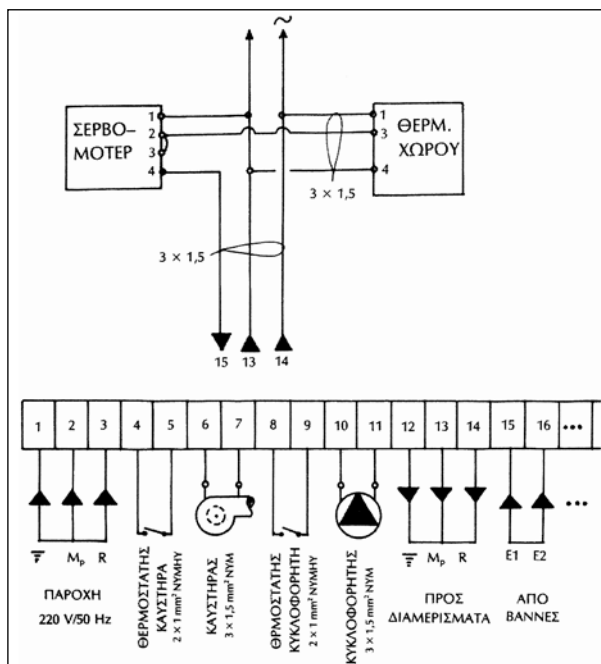 ~
1
ΣΕΡΒΟ-
ΜΟΤΕΡ
2
3
4
1
3
4
ΘΕΡΜ.
ΧΩΡΟΥ
3 × 1,5
3 × 1,5
15 13 14
1 2 3 4 5 6 7 8 9 10 11 12 13 14 15 16 •••
•••
Mp R
ΠΑΡΟΧΗ
220 V/50 Hz
ΘΕΡΜΟΣΤΑΤΗΣ
ΚΑΥΣΤΗΡΑ
2 × 1 mm² NYMHY
ΚΑΥΣΤΗΡΑΣ
3 × 1,5 mm² NYM
ΘΡΜΟΣΤΑΤΗΣ
ΚΥΚΛΟΦΟΡΗΤΗ
2 × 1 mm² NYMHY
ΚΥΚΛΟΦΟΡΗΤΗΣ
3 × 1,5 mm² NYM
Mp R
ΠΡΟΣ
ΔΙΑΜΕΡΙΣΜΑΤΑ
E1 E2
ΑΠΟ
ΒΑΝΝΕΣ